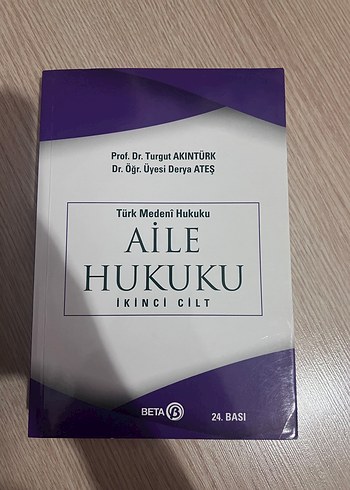 Prof. Dr. Turgut AKINTÜRK
Dr. Öğr. Üyesi Derya ATEŞ
Türk Medenî Hukuku
AİLE
HUKUKU
İKİNCİ CİLT
BETA B
24. BASI